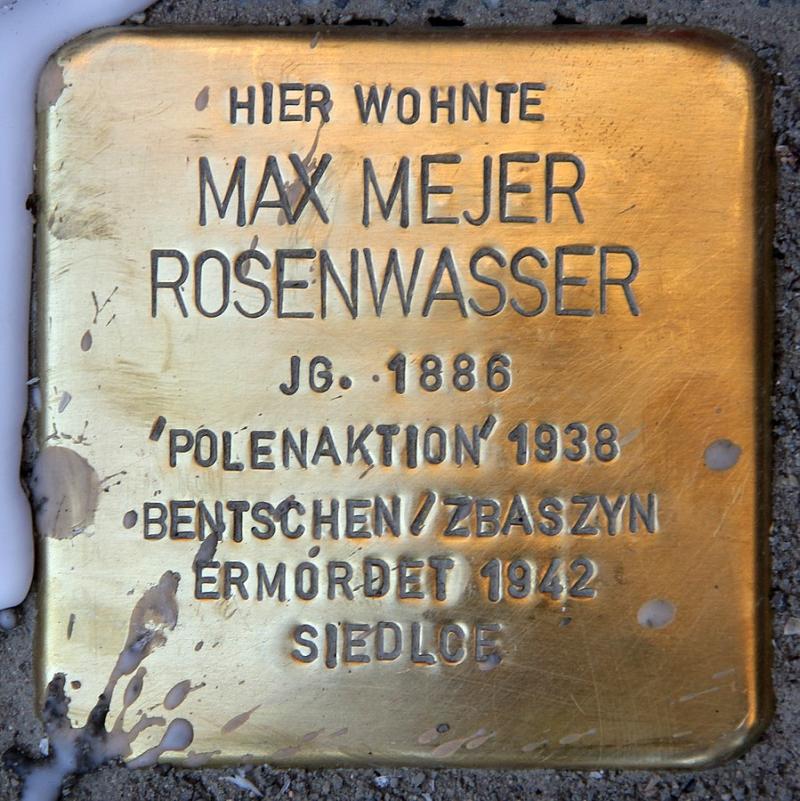 HIER WOHNTE
MAX MEJER
ROSENWASSER
JG. 1886
'POLENAKTION' 1938
BENTSCHEN/ZBASZYN
ERMORDET 1942
SIEDLCE